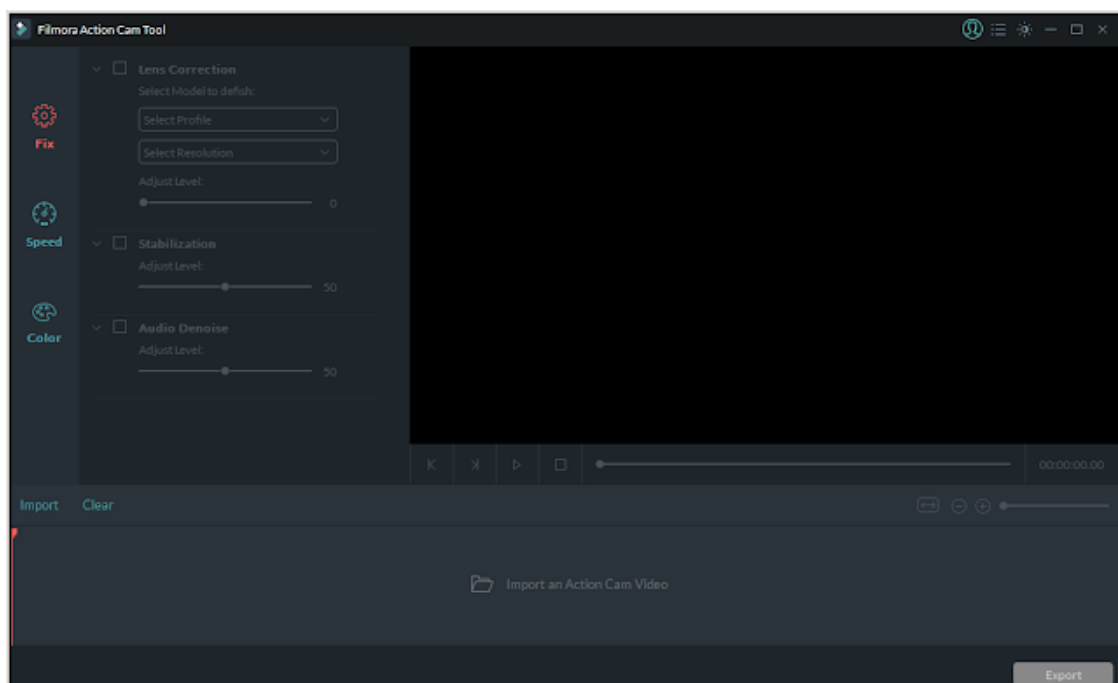 Filmora Action Cam Tool
Fix
Speed
Color
Lens Correction
Select Model to defish:
Select Profile
Select Resolution
Adjust Level:
0
Stabilization
Adjust Level:
50
Audio Denoise
Adjust Level:
50
00:00:00.00
Import Clear
Import an Action Cam Video
Export